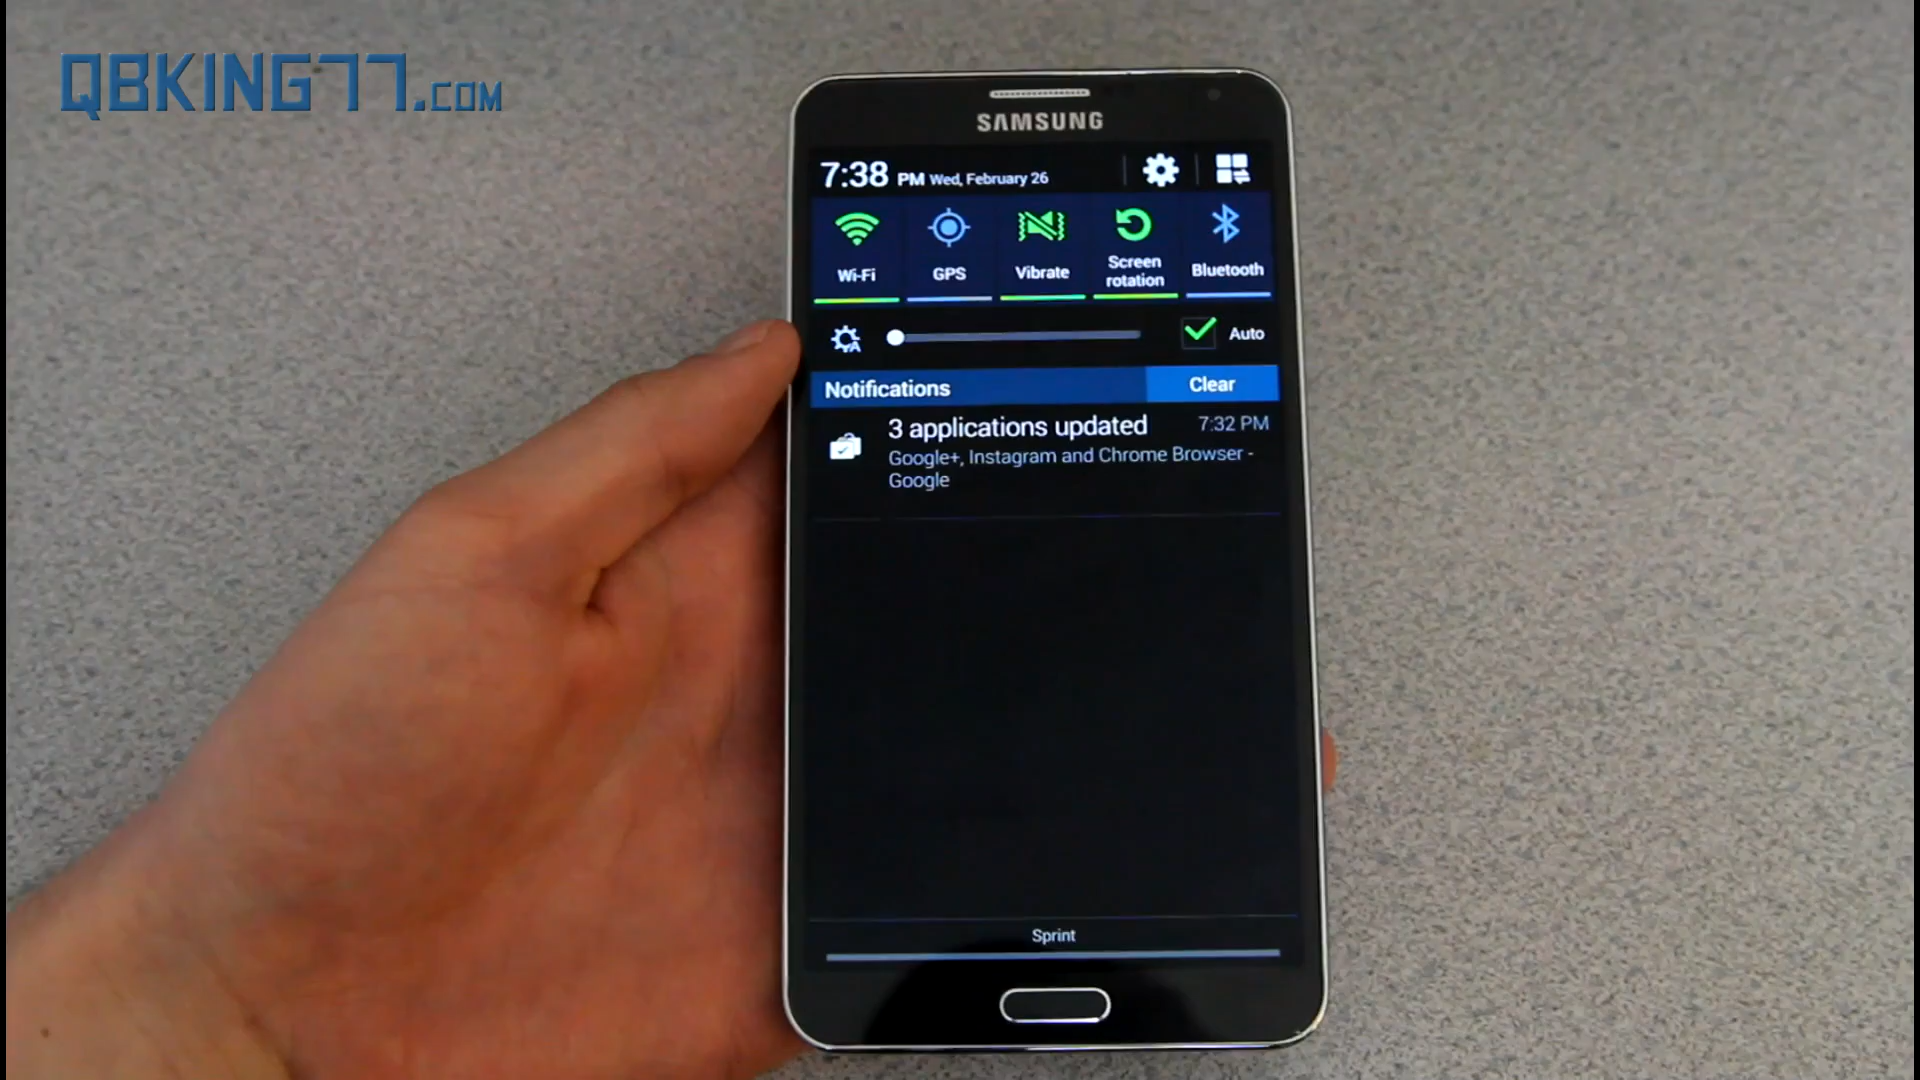 QBKING77.COM
SAMSUNG
7:38 PM Wed, February 26
Wi-Fi
GPS
Vibrate
Screen
rotation
Bluetooth
A
Auto
Notifications
Clear
3 applications updated
7:32 PM
Google+, Instagram and Chrome Browser -
Google
Sprint